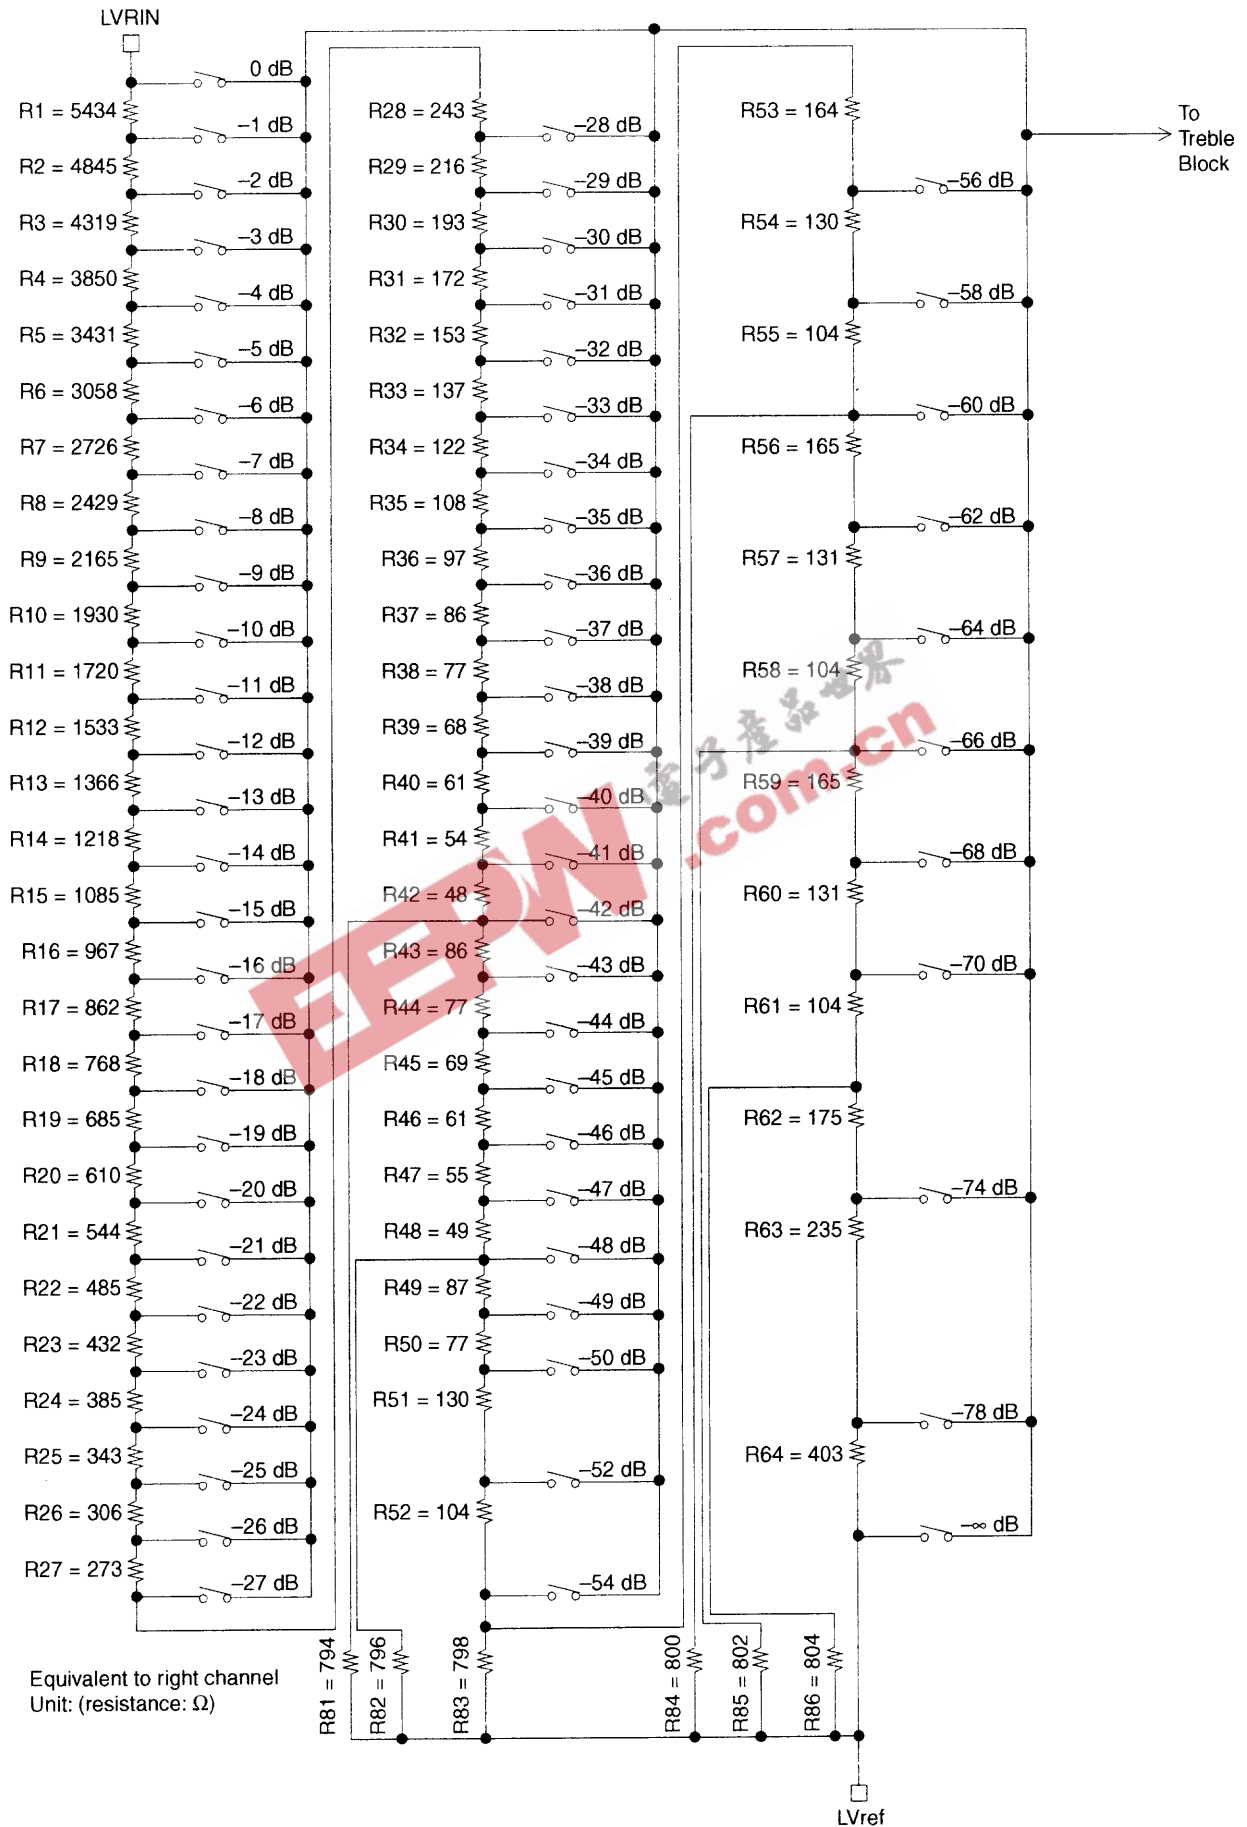 LVRIN
0 dB
R1 = 5434
–1 dB
R2 = 4845
–2 dB
R3 = 4319
–3 dB
R4 = 3850
–4 dB
R5 = 3431
–5 dB
R6 = 3058
–6 dB
R7 = 2726
–7 dB
R8 = 2429
–8 dB
R9 = 2165
–9 dB
R10 = 1930
–10 dB
R11 = 1720
–11 dB
R12 = 1533
–12 dB
R13 = 1366
–13 dB
R14 = 1218
–14 dB
R15 = 1085
–15 dB
R16 = 967
–16 dB
R17 = 862
–17 dB
R18 = 768
–18 dB
R19 = 685
–19 dB
R20 = 610
–20 dB
R21 = 544
–21 dB
R22 = 485
–22 dB
R23 = 432
–23 dB
R24 = 385
–24 dB
R25 = 343
–25 dB
R26 = 306
–26 dB
R27 = 273
–27 dB
R28 = 243
–28 dB
R29 = 216
–29 dB
R30 = 193
–30 dB
R31 = 172
–31 dB
R32 = 153
–32 dB
R33 = 137
–33 dB
R34 = 122
–34 dB
R35 = 108
–35 dB
R36 = 97
–36 dB
R37 = 86
–37 dB
R38 = 77
–38 dB
R39 = 68
–39 dB
R40 = 61
–40 dB
R41 = 54
–41 dB
R42 = 48
–42 dB
R43 = 86
–43 dB
R44 = 77
–44 dB
R45 = 69
–45 dB
R46 = 61
–46 dB
R47 = 55
–47 dB
R48 = 49
–48 dB
R49 = 87
–49 dB
R50 = 77
–50 dB
R51 = 130
–52 dB
R52 = 104
–54 dB
R53 = 164
–56 dB
R54 = 130
–58 dB
R55 = 104
–60 dB
R56 = 165
–62 dB
R57 = 131
–64 dB
R58 = 104
–66 dB
R59 = 165
–68 dB
R60 = 131
–70 dB
R61 = 104
R62 = 175
–74 dB
R63 = 235
–78 dB
R64 = 403
–∞ dB
To
Treble
Block
R81 = 794
R82 = 796
R83 = 798
R84 = 800
R85 = 802
R86 = 804
LVref
Equivalent to right channel
Unit: (resistance: Ω)
EEPW
電子產品世界
.com.cn